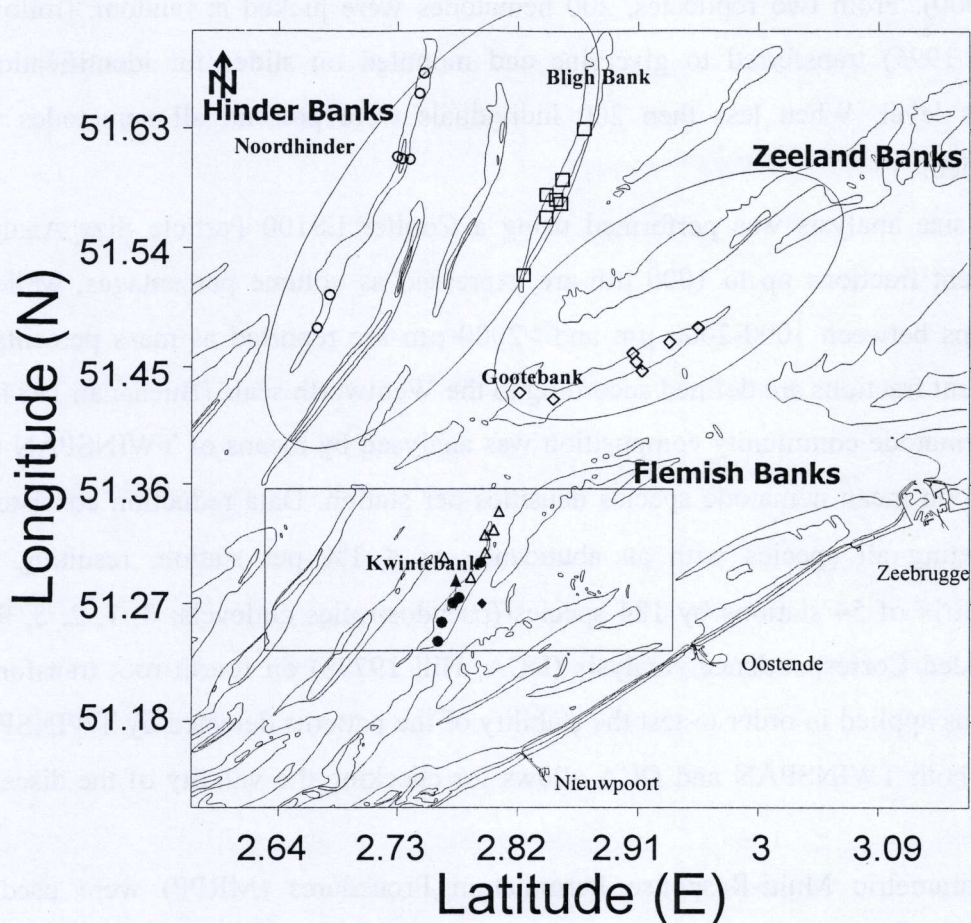 N
Bligh Bank
Hinder Banks
Noordhinder
51.63
Zeeland Banks
51.54
51.45
Gootebank
Longitude (N)
51.36
Flemish Banks
Kwintebank
Zeebrugge
51.27
Oostende
51.18
Nieuwpoort
2.64 2.73 2.82 2.91 3 3.09
Latitude (E)